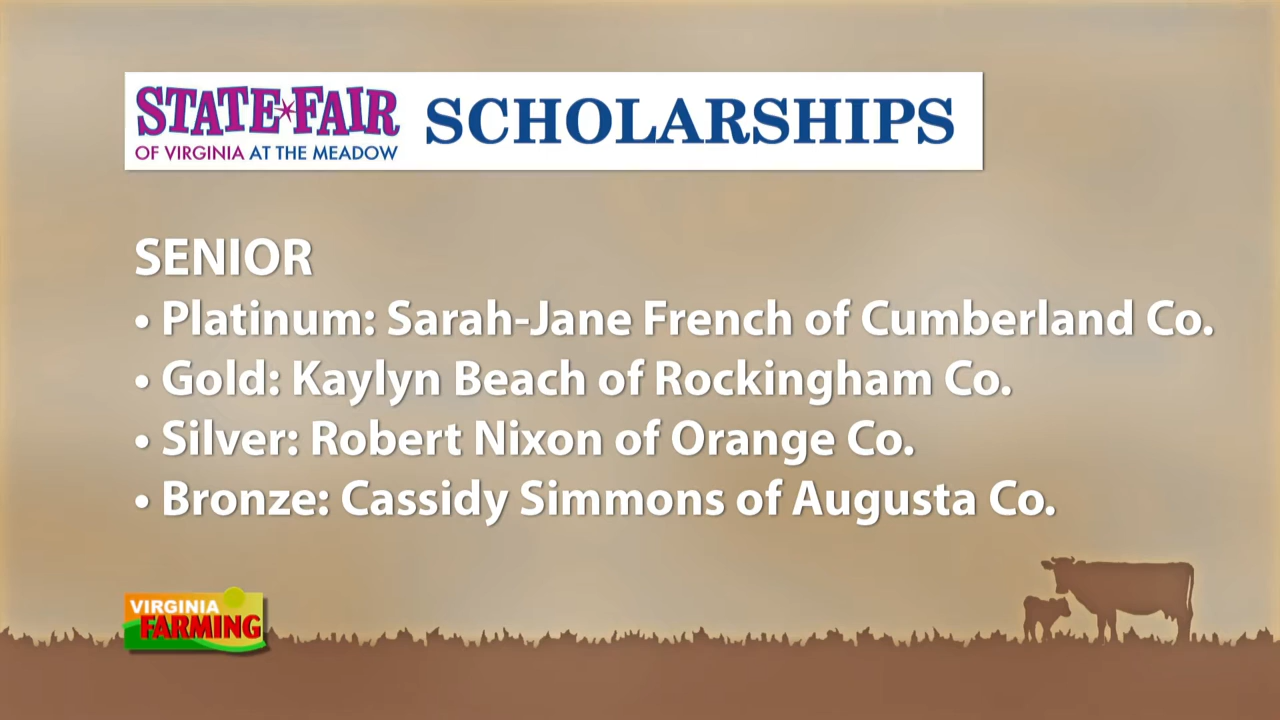 STATE FAIR SCHOLARSHIPS
OF VIRGINIA AT THE MEADOW
SENIOR
• Platinum: Sarah-Jane French of Cumberland Co.
• Gold: Kaylyn Beach of Rockingham Co.
• Silver: Robert Nixon of Orange Co.
• Bronze: Cassidy Simmons of Augusta Co.
VIRGINIA
FARMING